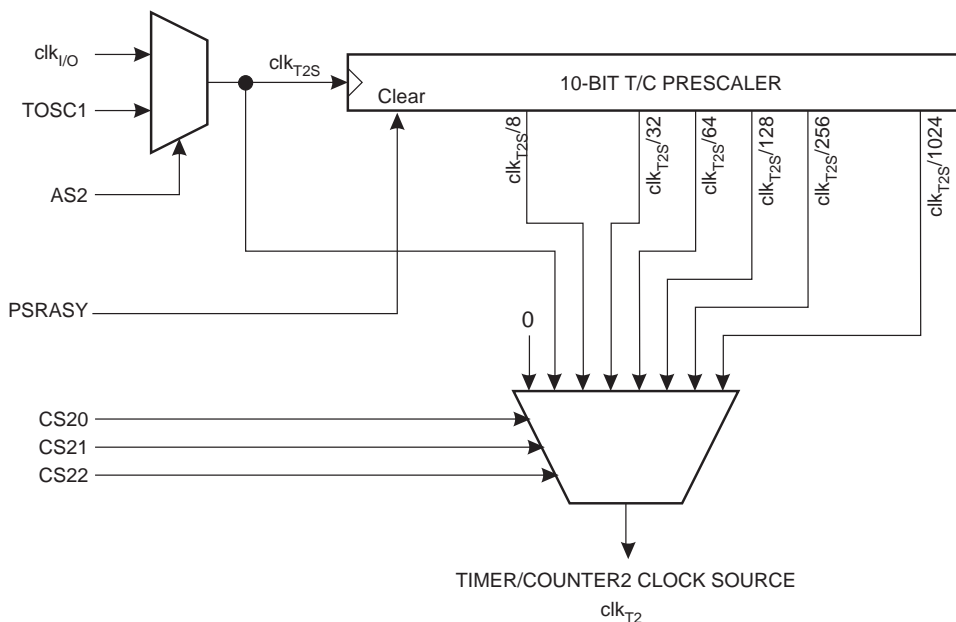 clkI/O
clkT2S
10-BIT T/C PRESCALER
TOSC1
Clear
clkT2S/8
clkT2S/32
clkT2S/64
clkT2S/128
clkT2S/256
clkT2S/1024
AS2
PSRASY
0
CS20
CS21
CS22
TIMER/COUNTER2 CLOCK SOURCE
clkT2